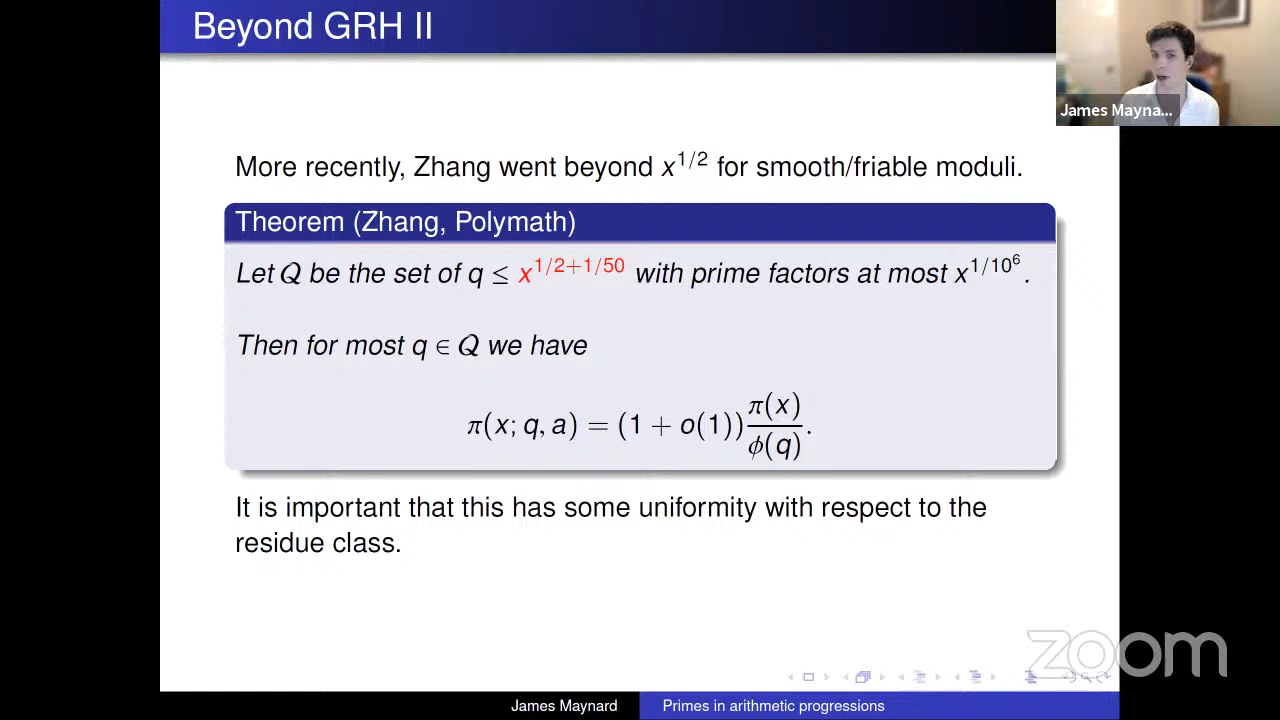 Beyond GRH II
James Mayna...
More recently, Zhang went beyond x^{1/2} for smooth/friable moduli.
Theorem (Zhang, Polymath)
Let Q be the set of q ≤ x^{1/2+1/50} with prime factors at most x^{1/10^6}.
Then for most q ∈ Q we have
π(x; q, a) = (1 + o(1)) π(x)/ϕ(q).
It is important that this has some uniformity with respect to the
residue class.
zoom
James Maynard
Primes in arithmetic progressions